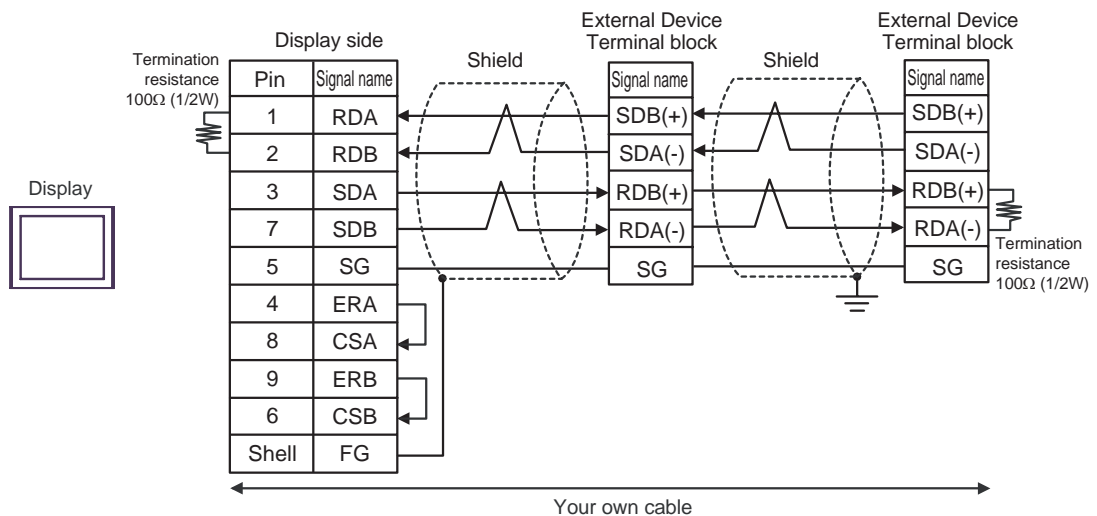 External Device
Terminal block
External Device
Terminal block
Display side
Shield
Shield
Termination
resistance
100Ω (1/2W)
Pin Signal name
Signal name
Signal name
1 RDA SDB(+) SDB(+)
2 RDB SDA(-) SDA(-)
3 SDA RDB(+) RDB(+)
7 SDB RDA(-) RDA(-)
5 SG SG SG
4 ERA
8 CSA
9 ERB
6 CSB
Shell FG
Display
Termination
resistance
100Ω (1/2W)
Your own cable